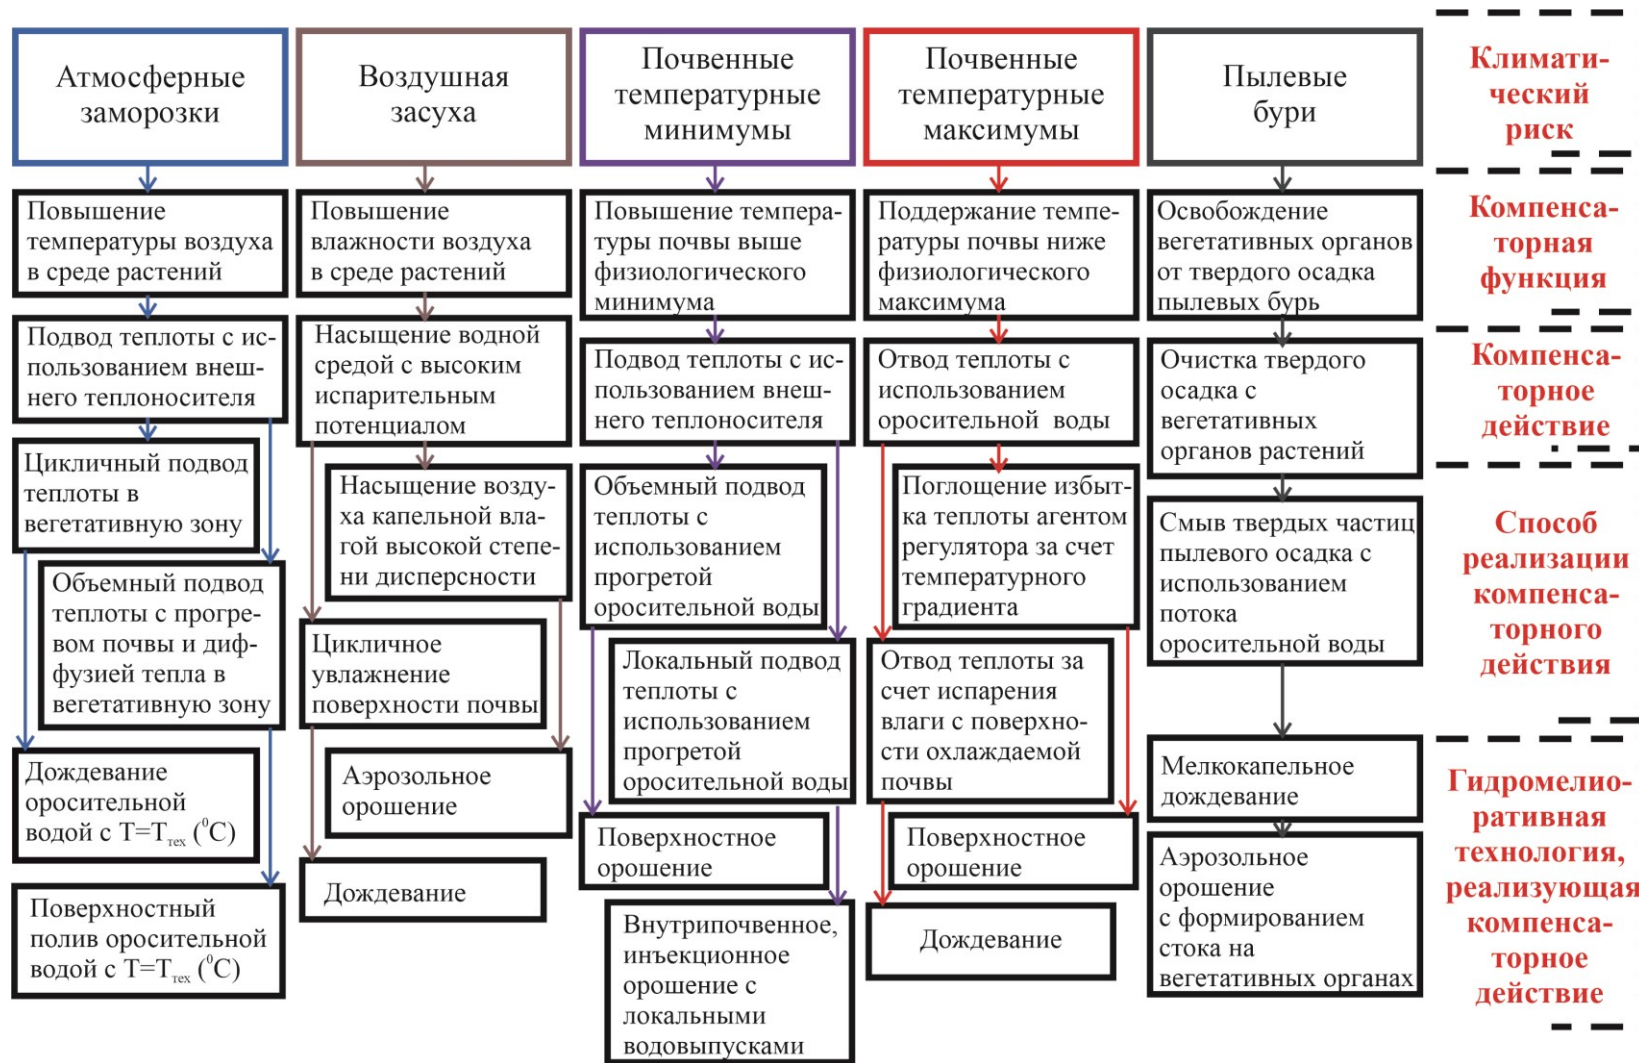 Атмосферные
заморозки
Воздушная
засуха
Почвенные
температурные
минимумы
Почвенные
температурные
максимумы
Пылевые
бури
Климати-
ческий
риск
Повышение
температуры воздуха
в среде растений
Повышение
влажности воздуха
в среде растений
Повышение темпера-
туры почвы выше
физиологического
минимума
Поддержание темпе-
ратуры почвы ниже
физиологического
максимума
Освобождение
вегетативных органов
от твердого осадка
пылевых бурь
Компенса-
торная
функция
Подвод теплоты с ис-
пользованием внеш-
него теплоносителя
Насыщение водной
средой с высоким
испарительным
потенциалом
Подвод теплоты с ис-
пользованием внеш-
него теплоносителя
Отвод теплоты с
использованием
оросительной воды
Очистка твердого
осадка с
вегетативных
органов растений
Компенса-
торное
действие
Цикличный подвод
теплоты в
вегетативную зону
Объемный подвод
теплоты с прогре-
вом почвы и диф-
фузией тепла в
вегетативную зону
Насыщение возду-
ха капельной вла-
гой высокой степе-
ни дисперсности
Цикличное
увлажнение
поверхности почвы
Объемный подвод
теплоты с
использованием
прогретой
оросительной воды
Локальный подвод
теплоты с
использованием
прогретой
оросительной воды
Поглощение избыт-
ка теплоты агентом
регулятора за счет
температурного
градиента
Отвод теплоты за
счет испарения
влаги с поверхно-
сти охлаждаемой
почвы
Смыв твердых частиц
пылевого осадка с
использованием
потока
оросительной воды
Способ
реализации
компенса-
торного
действия
Дождевание
оросительной
водой с Т=Ттех (⁰С)
Поверхностный
полив оросительной
водой с Т=Ттех (⁰С)
Аэрозольное
орошение
Дождевание
Поверхностное
орошение
Внутрипочвенное,
инъекционное
орошение с
локальными
водовыпусками
Поверхностное
орошение
Дождевание
Мелкокапельное
дождевание
Аэрозольное
орошение
с формированием
стока на
вегетативных органах
Гидромелио-
ративная
технология,
реализующая
компенса-
торное
действие